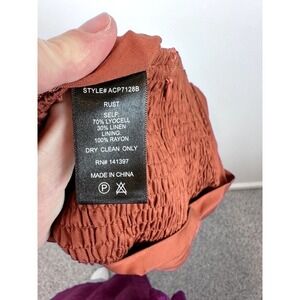 STYLE# ACP7128B
RUST
SELF:
70% LYOCELL
30% LINEN
LINING:
100% RAYON
DRY CLEAN ONLY
RN# 141397
MADE IN CHINA
P